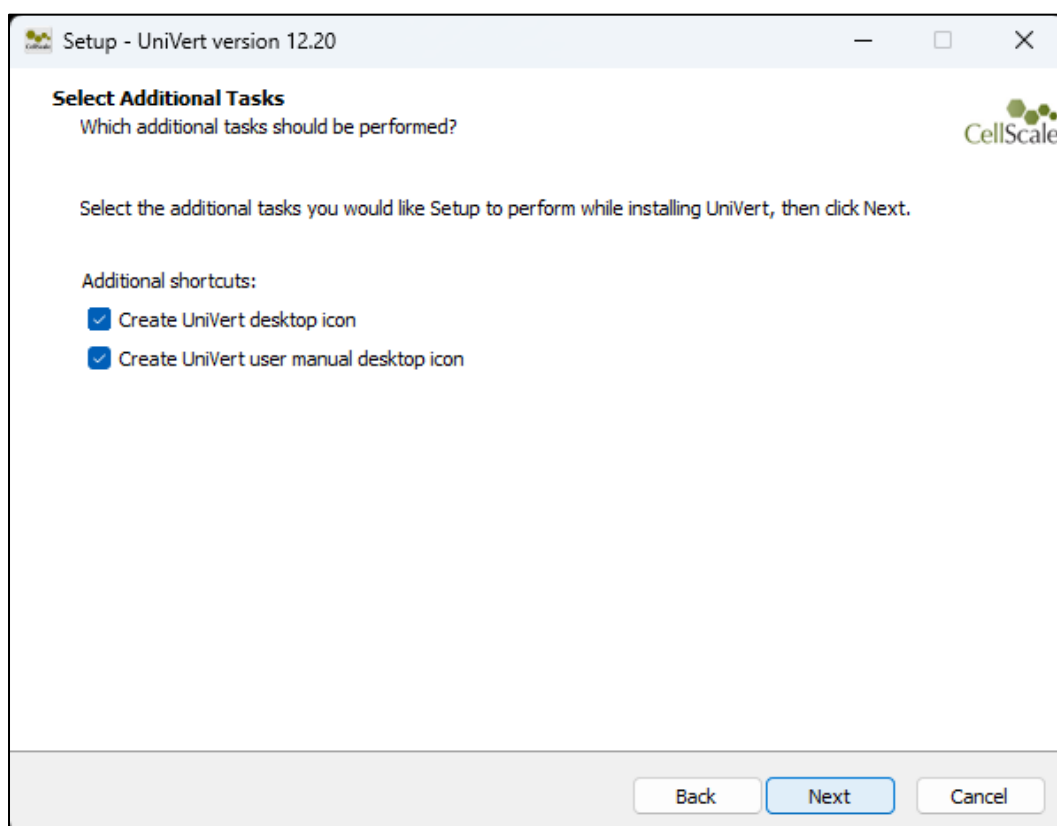 Setup - UniVert version 12.20
Select Additional Tasks
Which additional tasks should be performed?
CellScale
Select the additional tasks you would like Setup to perform while installing UniVert, then click Next.
Additional shortcuts:
Create UniVert desktop icon
Create UniVert user manual desktop icon
Back Next Cancel